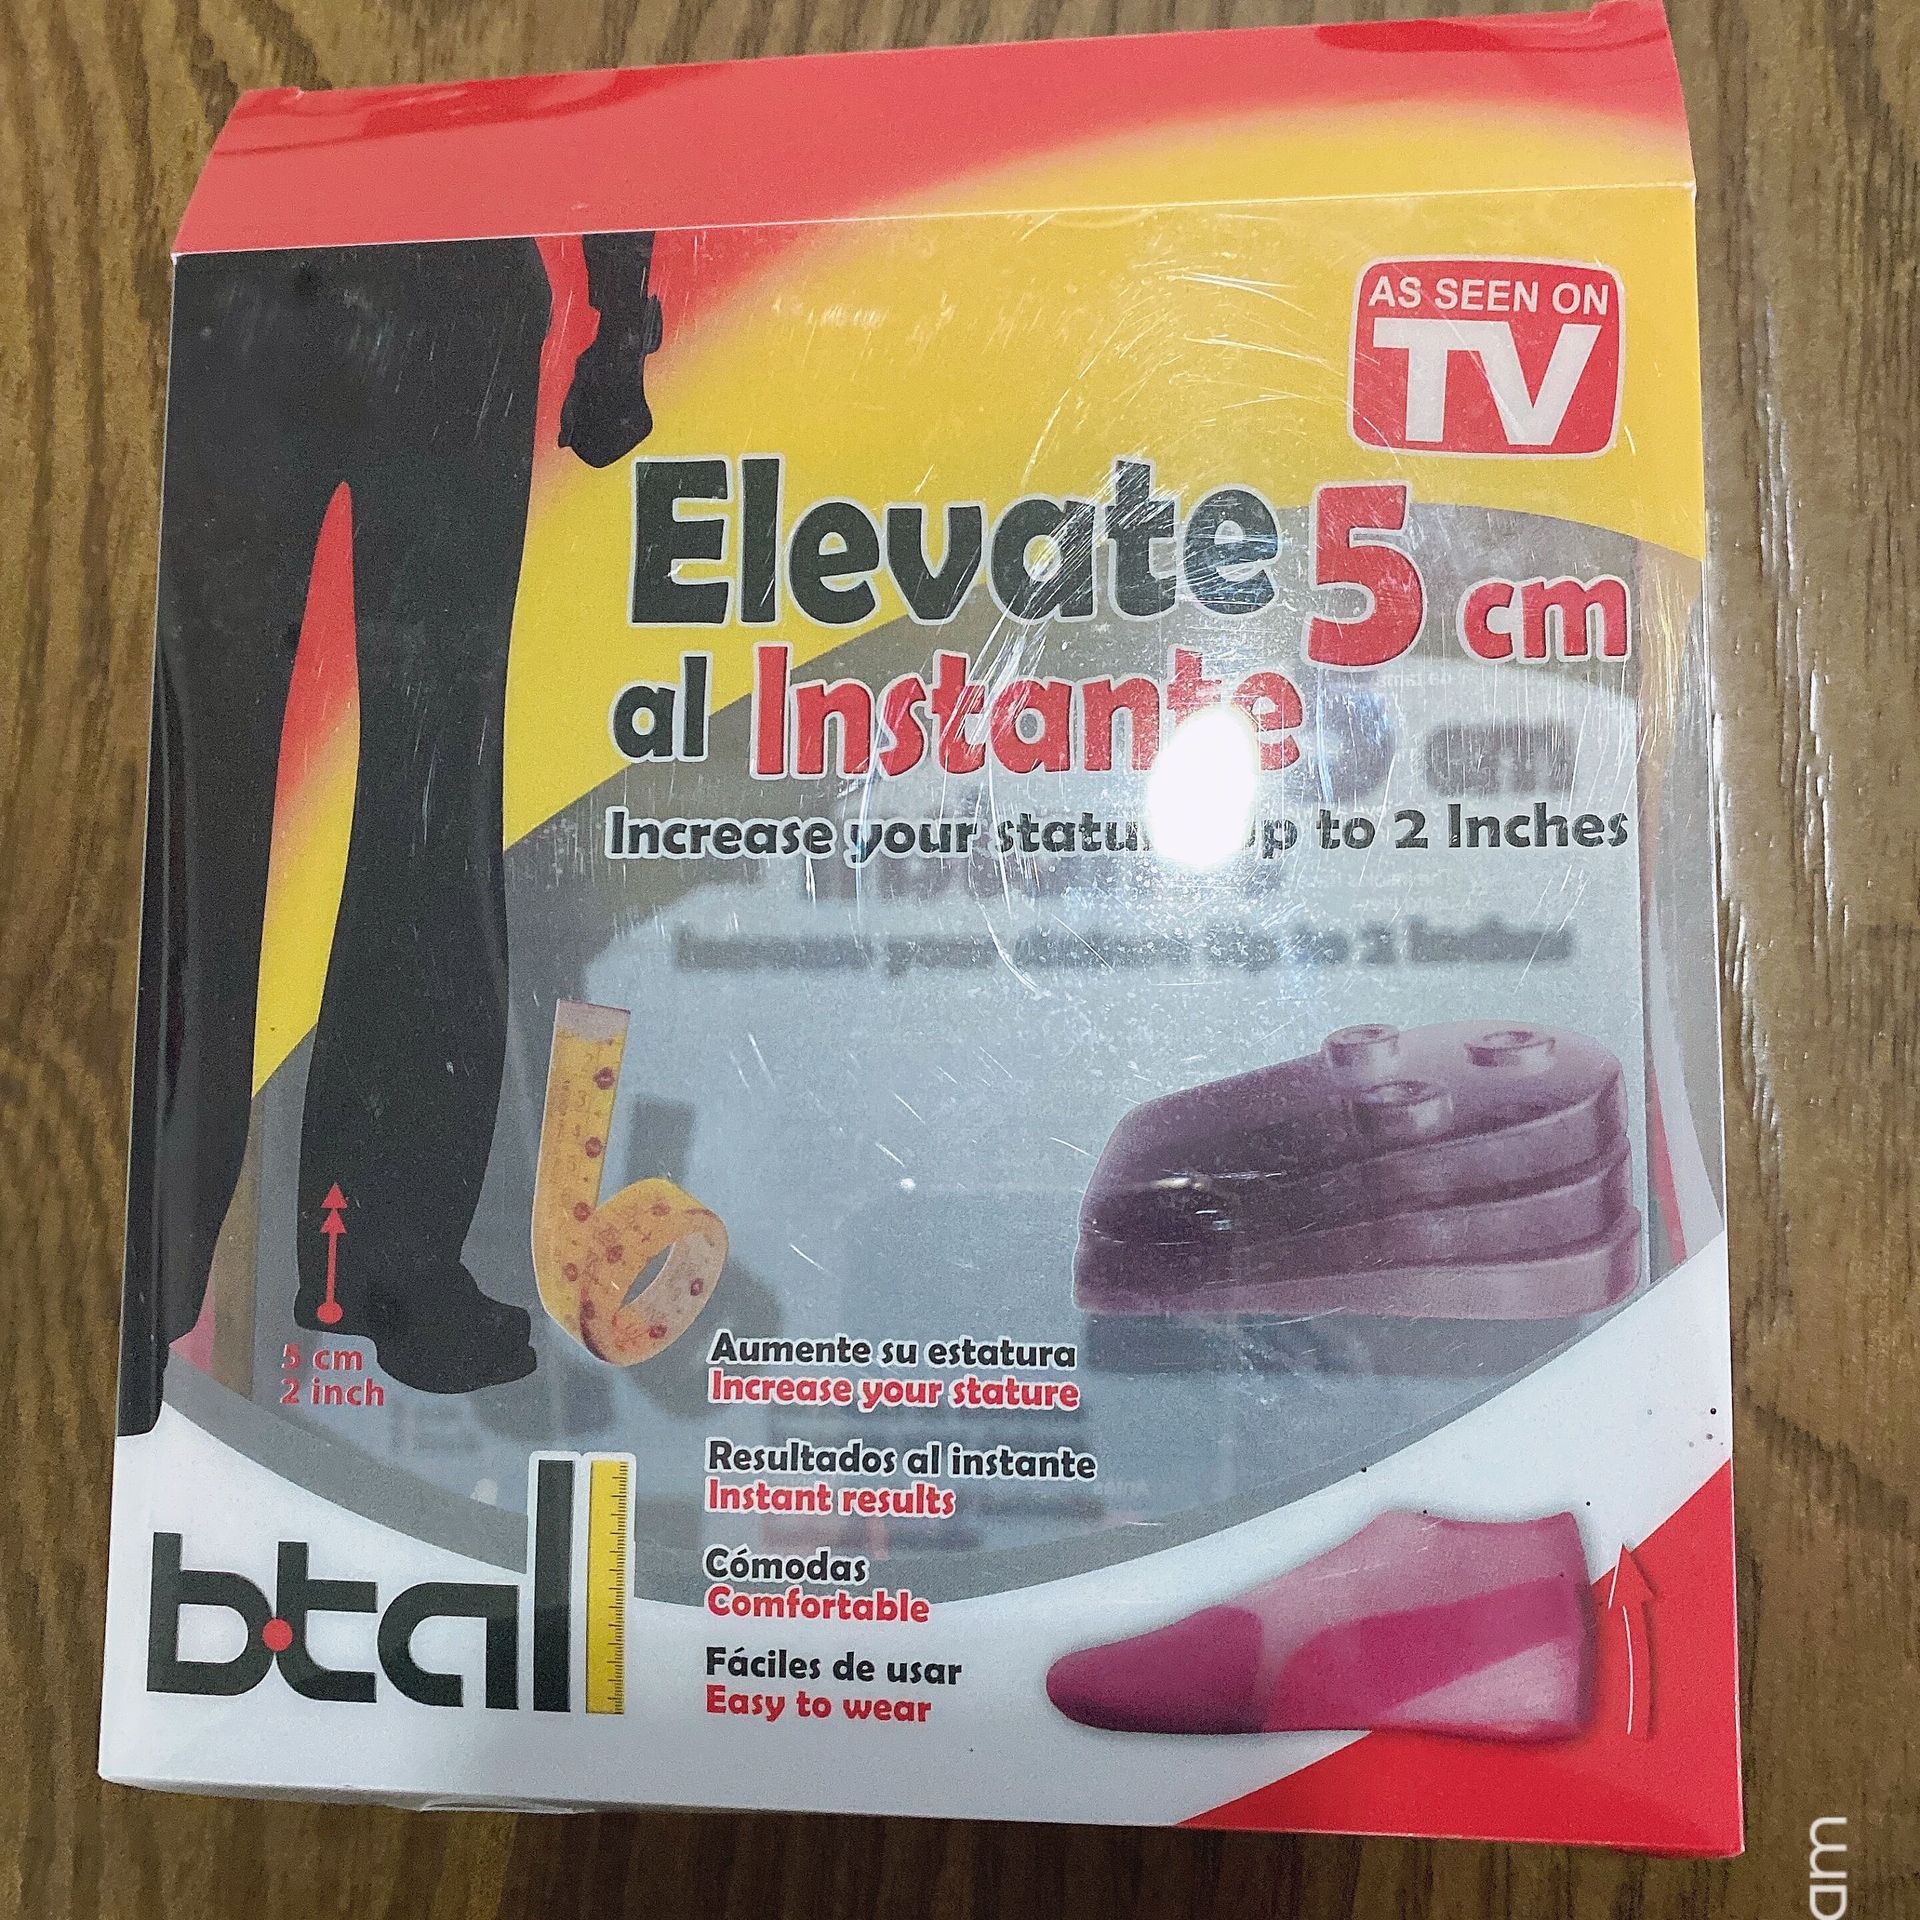 AS SEEN ON
TV
Elevate 5 cm
al Instante
Increase your up to 2 Inches
5 cm
2 inch
Aumente su estatura
Increase your stature
Resultados al instante
Instant results
Cómodas
Comfortable
Fáciles de usar
Easy to wear
btall
am